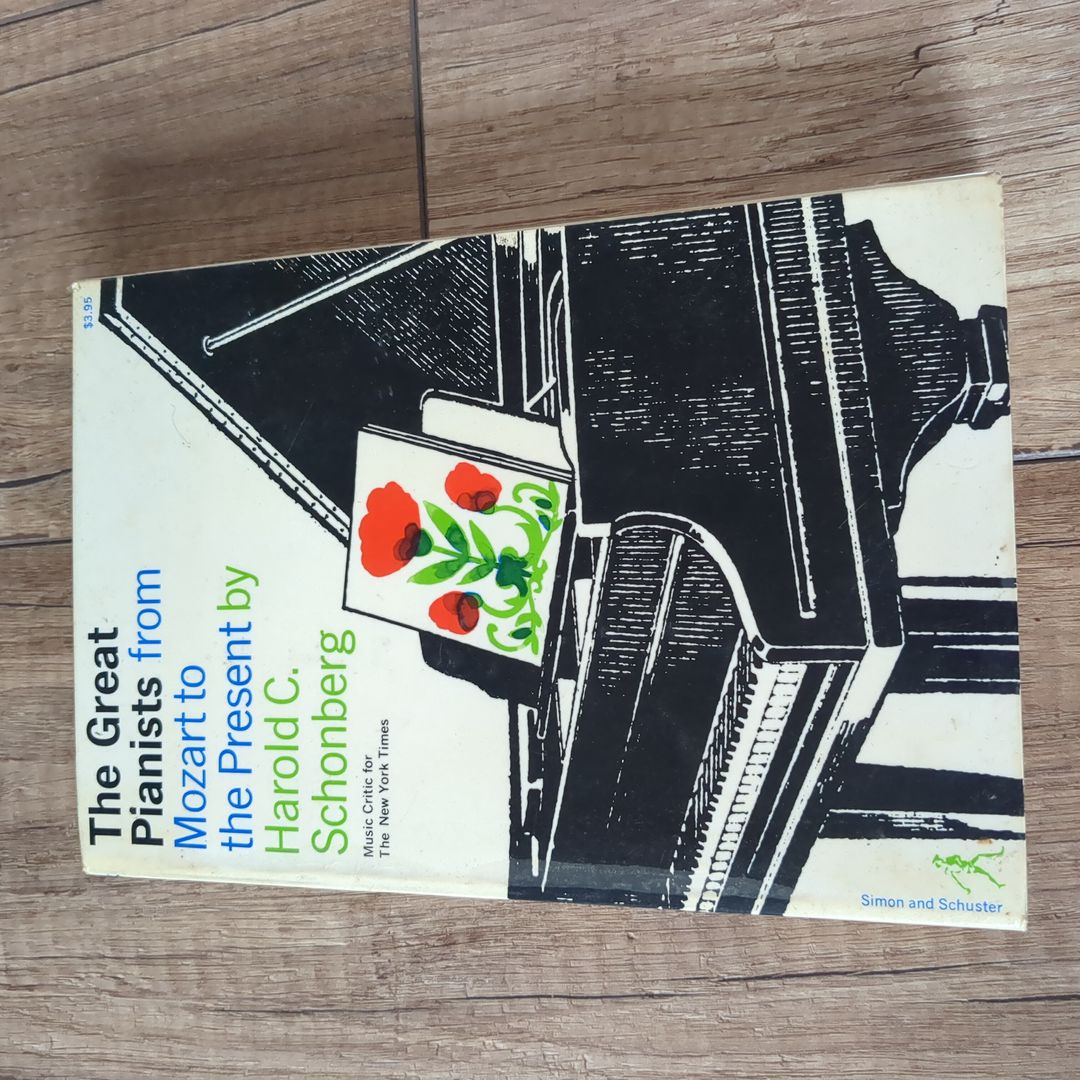 $3.95
The Great
Pianists from
Mozart to
the Present by
Harold C.
Schonberg
Music Critic for
The New York Times
Simon and Schuster